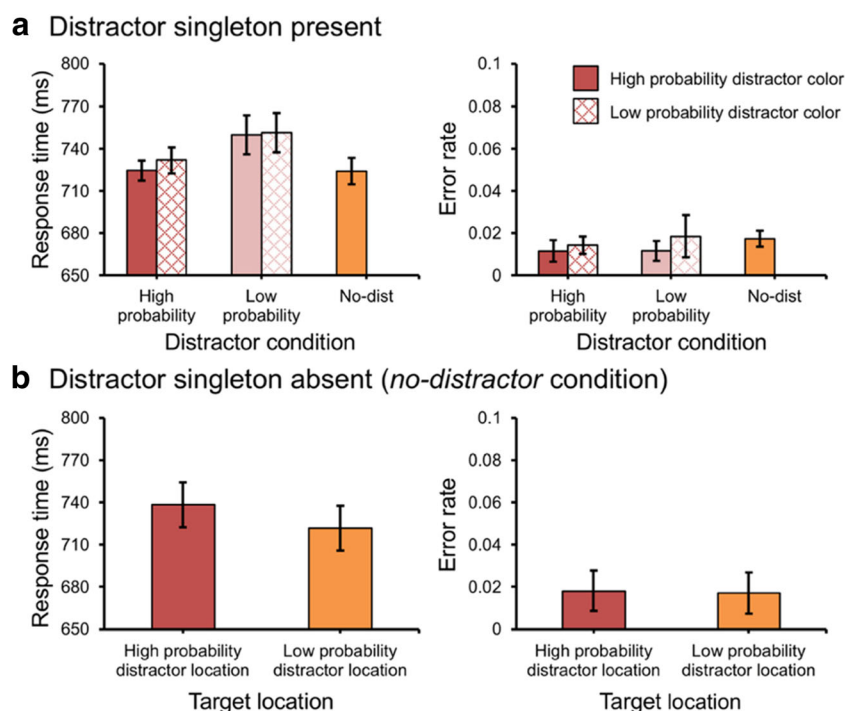 a Distractor singleton present
800
770
740
710
680
650
Response time (ms)
High probability
Low probability
No-dist
Distractor condition
0.1
0.08
0.06
0.04
0.02
0
Error rate
High probability distractor color
Low probability distractor color
High probability
Low probability
No-dist
Distractor condition
b Distractor singleton absent (no-distractor condition)
800
770
740
710
680
650
Response time (ms)
High probability distractor location
Low probability distractor location
Target location
0.1
0.08
0.06
0.04
0.02
0
Error rate
High probability distractor location
Low probability distractor location
Target location